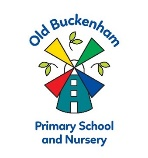 Old Buckenham
Primary School
and Nursery